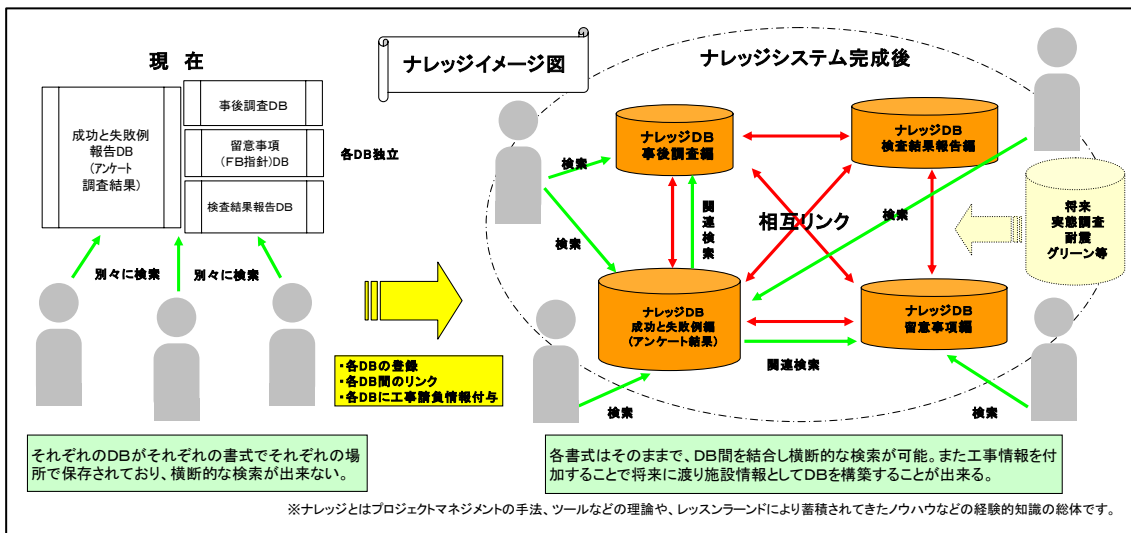 ナレッジイメージ図
現 在
成功と失敗例
報告DB
(アンケート
調査結果)
事後調査DB
留意事項
(FB指針)DB
検査結果報告DB
各DB独立
別々に検索
別々に検索
それぞれのDBがそれぞれの書式でそれぞれの場
所で保存されており、横断的な検索が出来ない。
・各DBの登録
・各DB間のリンク
・各DBに工事請負情報付与
ナレッジシステム完成後
ナレッジDB
事後調査編
ナレッジDB
検査結果報告編
検索
検索
関連検索
相互リンク
検索
将来
実態調査
耐震
グリーン等
ナレッジDB
成功と失敗例編
(アンケート結果)
ナレッジDB
留意事項編
関連検索
検索
検索
各書式はそのままで、DB間を結合し横断的な検索が可能。また工事情報を付
加することで将来に渡り施設情報としてDBを構築することが出来る。
※ナレッジとはプロジェクトマネジメントの手法、ツールなどの理論や、レッスンラーンドにより蓄積されてきたノウハウなどの経験的知識の総体です。